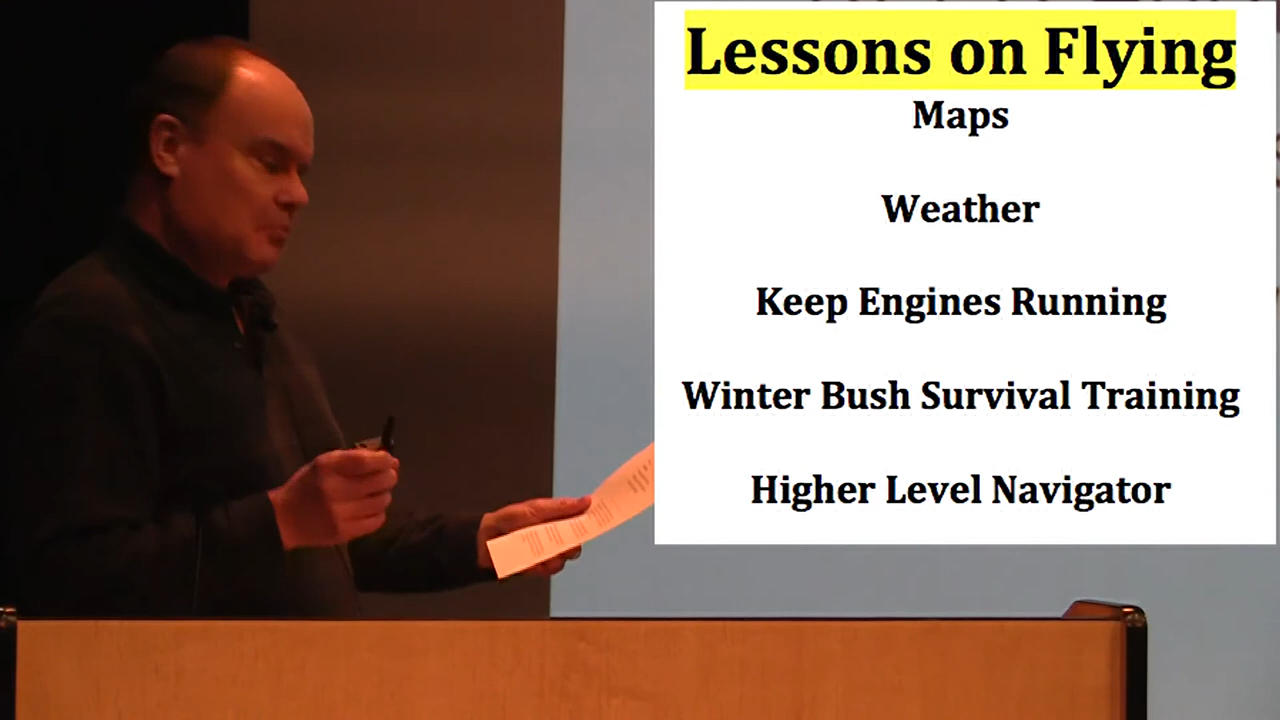 Lessons on Flying
Maps
Weather
Keep Engines Running
Winter Bush Survival Training
Higher Level Navigator